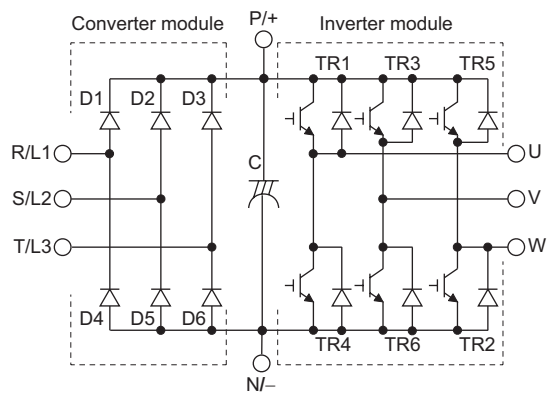 Converter module
P/+
Inverter module
D1
D2
D3
TR1
TR3
TR5
R/L1
S/L2
T/L3
C
U
V
W
D4
D5
D6
TR4
TR6
TR2
N/−